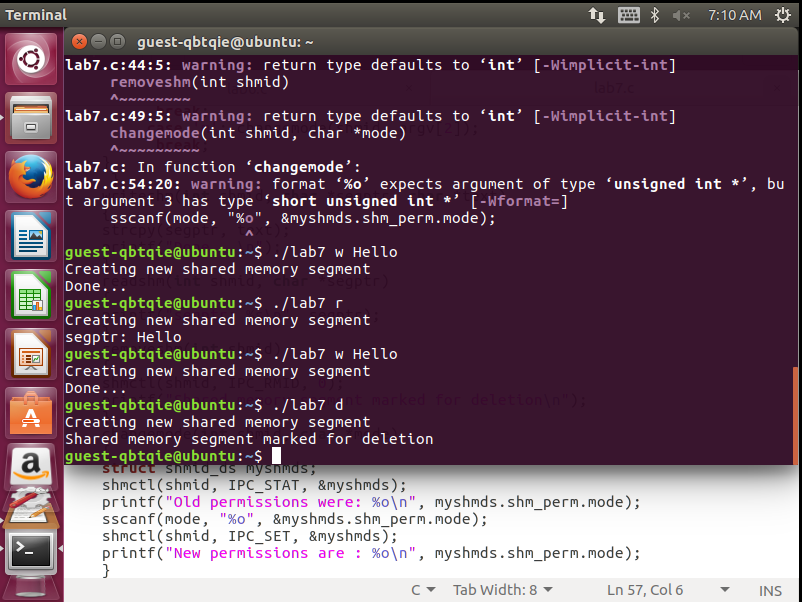 Terminal
7:10 AM
guest-qbtqie@ubuntu: ~
lab7.c:44:5: warning: return type defaults to ‘int’ [-Wimplicit-int]
removeshm(int shmid)
^~~~~~~~~
lab7.c:49:5: warning: return type defaults to ‘int’ [-Wimplicit-int]
changemode(int shmid, char *mode)
^~~~~~~~~~
lab7.c: In function ‘changemode’:
lab7.c:54:20: warning: format ‘%o’ expects argument of type ‘unsigned int *’, bu
t argument 3 has type ‘short unsigned int *’ [-Wformat=]
sscanf(mode, "%o", &myshmds.shm_perm.mode);
^
guest-qbtqie@ubuntu:~$ ./lab7 w Hello
Creating new shared memory segment
Done...
guest-qbtqie@ubuntu:~$ ./lab7 r
Creating new shared memory segment
segptr: Hello
guest-qbtqie@ubuntu:~$ ./lab7 w Hello
Creating new shared memory segment
Done...
guest-qbtqie@ubuntu:~$ ./lab7 d
Creating new shared memory segment
Shared memory segment marked for deletion
guest-qbtqie@ubuntu:~$
struct shmid_ds myshmds;
shmctl(shmid, IPC_STAT, &myshmds);
printf("Old permissions were: %o\n", myshmds.shm_perm.mode);
sscanf(mode, "%o", &myshmds.shm_perm.mode);
shmctl(shmid, IPC_SET, &myshmds);
printf("New permissions are : %o\n", myshmds.shm_perm.mode);
}
C Tab Width: 8 Ln 57, Col 6 INS